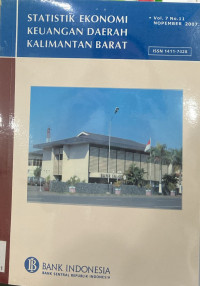 STATISTIK EKONOMI
KEUANGAN DAERAH
KALIMANTAN BARAT
• Vol. 7 No.11
NOPEMBER 2007
ISSN 1411-7320
BANK INDONESIA
BANK SENTRAL REPUBLIK INDONESIA